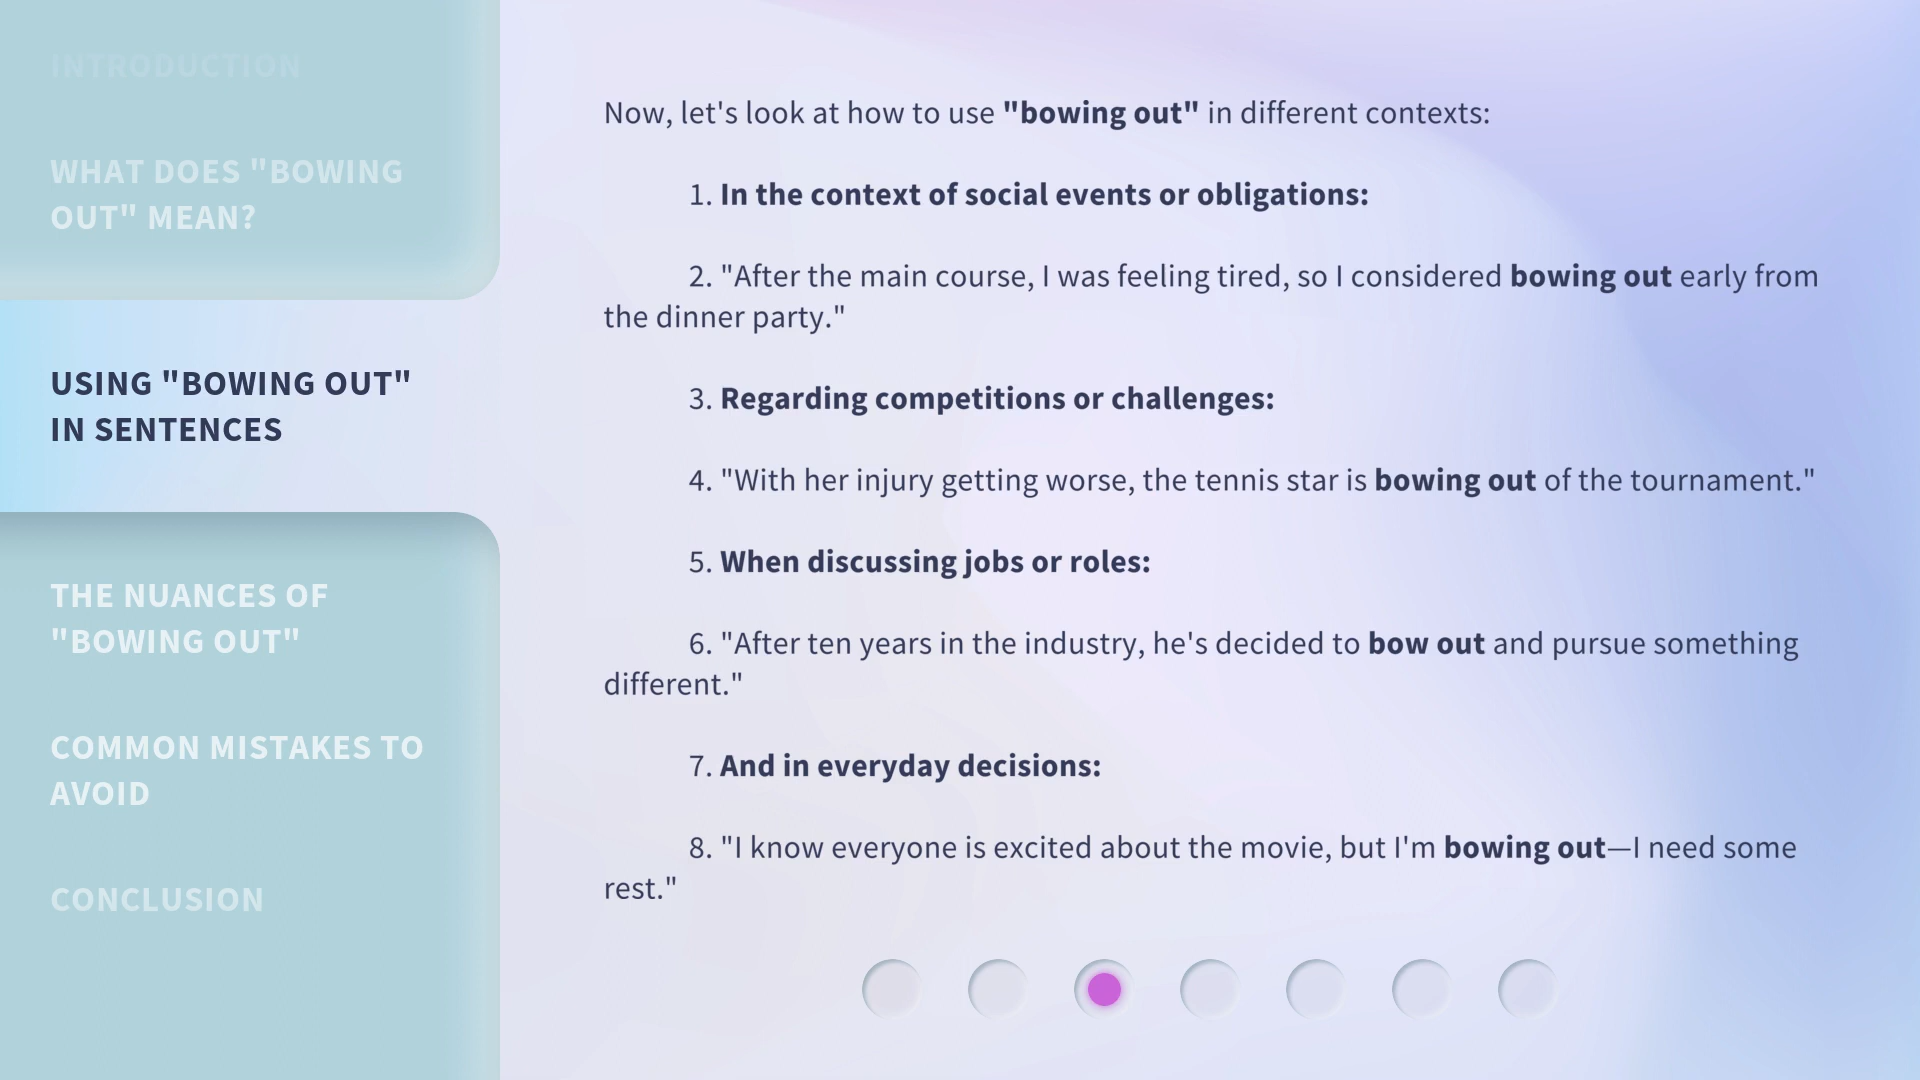 INTRODUCTION
WHAT DOES "BOWING
OUT" MEAN?
USING "BOWING OUT"
IN SENTENCES
THE NUANCES OF
"BOWING OUT"
COMMON MISTAKES TO
AVOID
CONCLUSION
Now, let's look at how to use "bowing out" in different contexts:
1. In the context of social events or obligations:
2. "After the main course, I was feeling tired, so I considered bowing out early from
the dinner party."
3. Regarding competitions or challenges:
4. "With her injury getting worse, the tennis star is bowing out of the tournament."
5. When discussing jobs or roles:
6. "After ten years in the industry, he's decided to bow out and pursue something
different."
7. And in everyday decisions:
8. "I know everyone is excited about the movie, but I'm bowing out—I need some
rest."